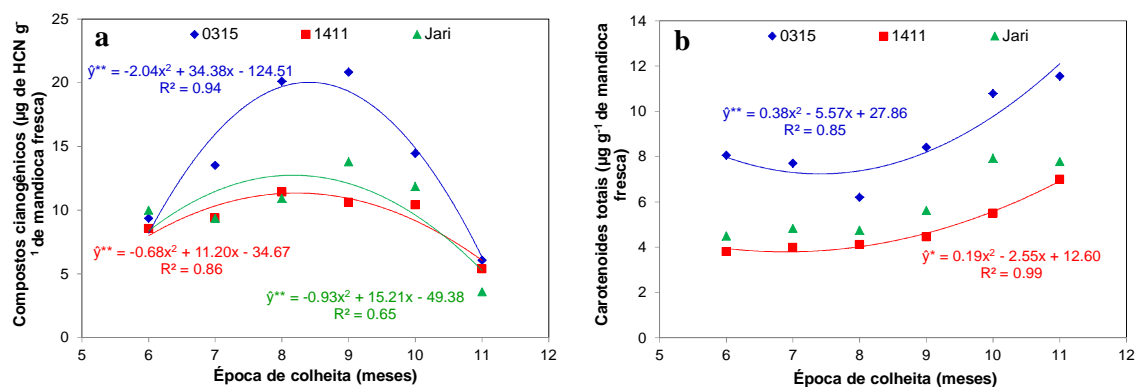 a
0315
1411
Jari
25
20
15
10
5
0
Compostos cianogênicos (µg de HCN g-
1 de mandioca fresca)
ŷ** = -2.04x² + 34.38x - 124.51
R² = 0.94
ŷ** = -0.68x² + 11.20x - 34.67
R² = 0.86
ŷ** = -0.93x² + 15.21x - 49.38
R² = 0.65
5 6 7 8 9 10 11 12
Época de colheita (meses)
b
0315
1411
Jari
14
12
10
8
6
4
2
0
Carotenoides totais (µg g-1 de mandioca
fresca)
ŷ** = 0.38x² - 5.57x + 27.86
R² = 0.85
ŷ* = 0.19x² - 2.55x + 12.60
R² = 0.99
5 6 7 8 9 10 11 12
Época de colheita (meses)